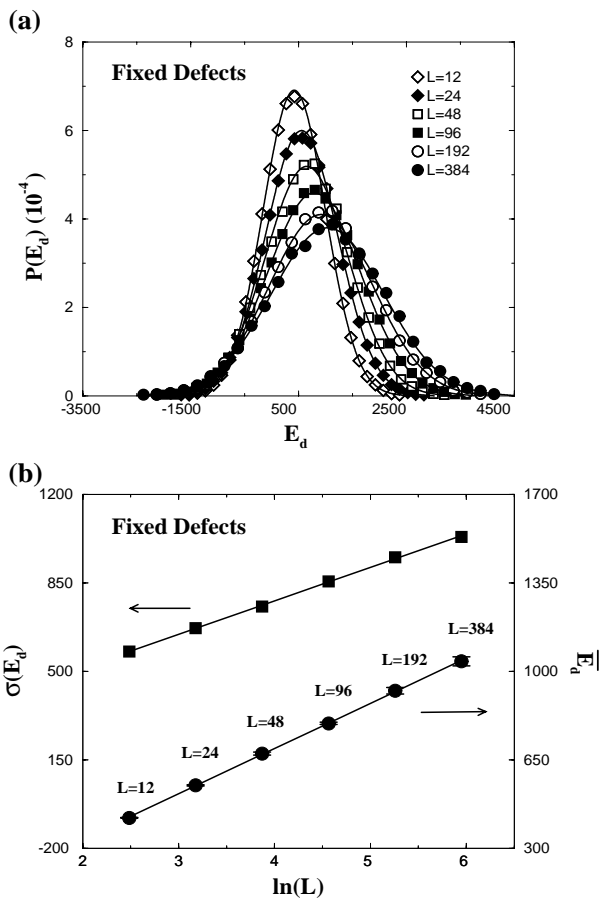 (a)
8
6
4
2
0
P(E_d) (10^-4)
Fixed Defects
L=12
L=24
L=48
L=96
L=192
L=384
-3500 -1500 500 2500 4500
E_d
(b)
1200
850
500
150
-200
σ(E_d)
Fixed Defects
1700
1350
1000
650
300
E_d
L=12
L=24
L=48
L=96
L=192
L=384
2 3 4 5 6
ln(L)